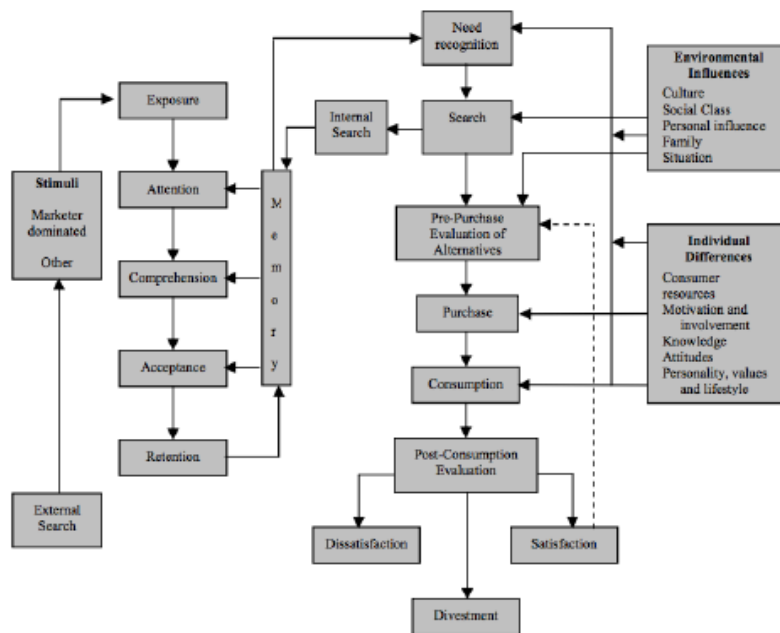 Need
recognition
Environmental
Influences
Culture
Social Class
Personal influence
Family
Situation
Exposure
Internal
Search
Search
Stimuli
Marketer
dominated
Other
Attention
M
e
m
o
r
y
Pre-Purchase
Evaluation of
Alternatives
Individual
Differences
Consumer
resources
Motivation and
involvement
Knowledge
Attitudes
Personality, values
and lifestyle
Comprehension
Purchase
Acceptance
Consumption
Retention
Post-Consumption
Evaluation
External
Search
Dissatisfaction
Satisfaction
Divestment